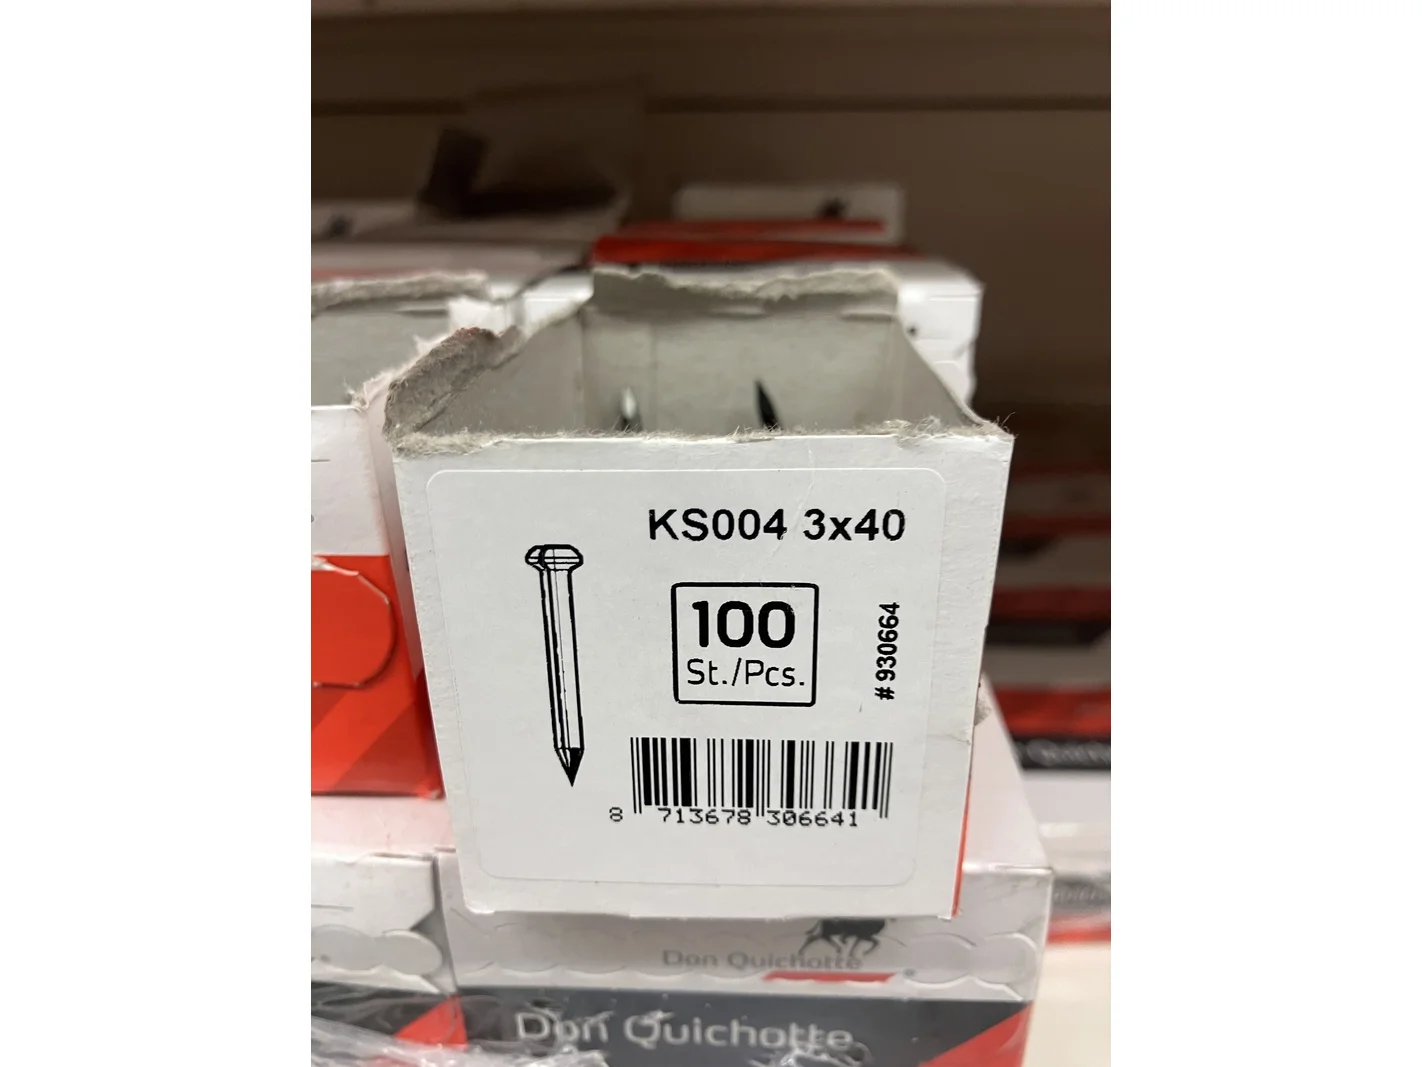 KS004 3x40
100
St./Pcs.
# 930664
8 713678 306641
Don Quichotte
Don Quichotte